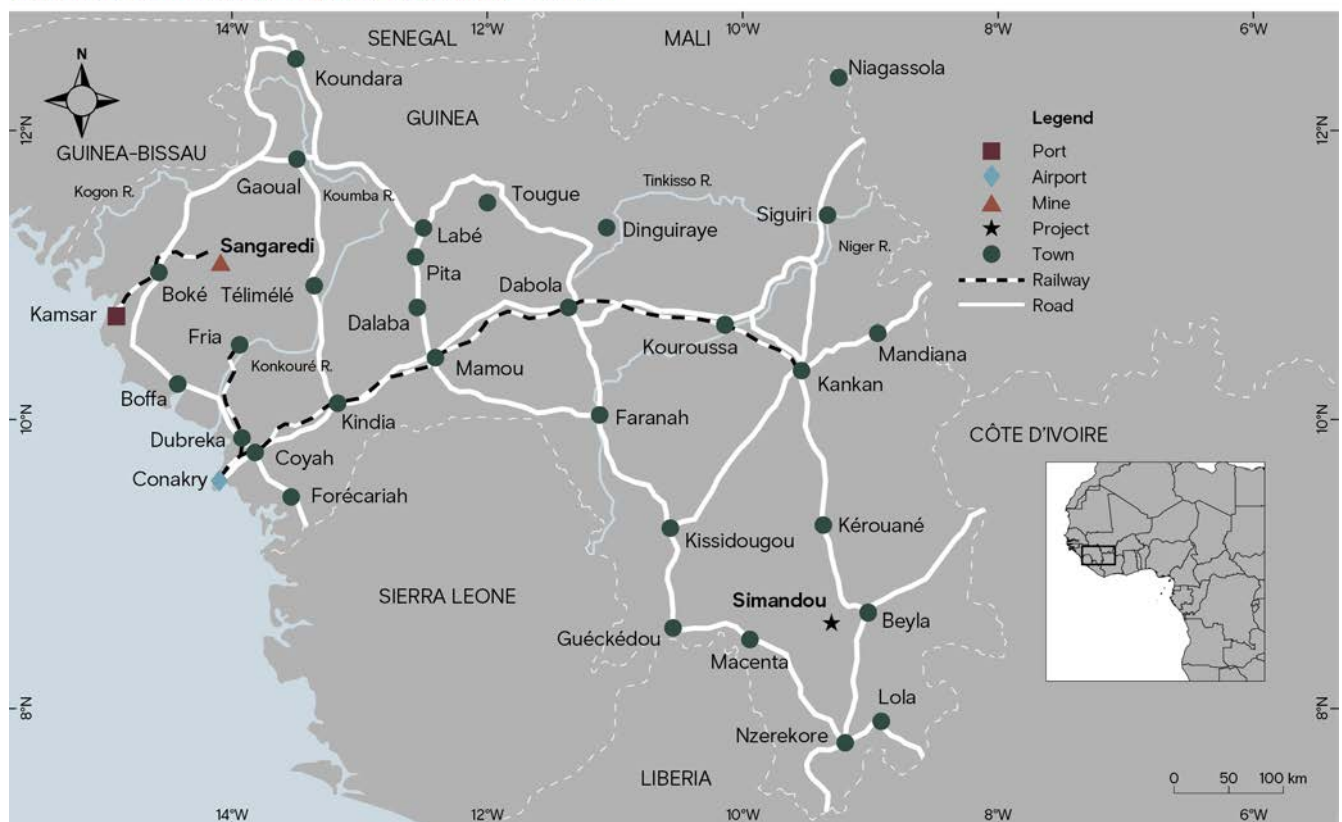 14°W
12°W
10°W
8°W
6°W
N
SENEGAL
MALI
Koundara
Niagassola
GUINEA
12°N
12°N
GUINEA-BISSAU
Gaoual
Kogon R.
Koumba R.
Tougue
Tinkisso R.
Siguiri
Labé
Dinguiraye
Niger R.
Sangaredi
Pita
Boké
Télimélé
Dabola
Kamsar
Dalaba
Fria
Kouroussa
Mandiana
Konkouré R.
Mamou
Kankan
Boffa
Kindia
Faranah
10°N
10°N
CÔTE D'IVOIRE
Dubreka
Coyah
Conakry
Forécariah
Kissidougou
Kérouané
SIERRA LEONE
Simandou
Beyla
Guéckédou
Macenta
Lola
8°N
8°N
Nzerekore
LIBERIA
Legend
Port
Airport
Mine
Project
Town
Railway
Road
0 50 100 km
14°W
12°W
10°W
8°W
6°W